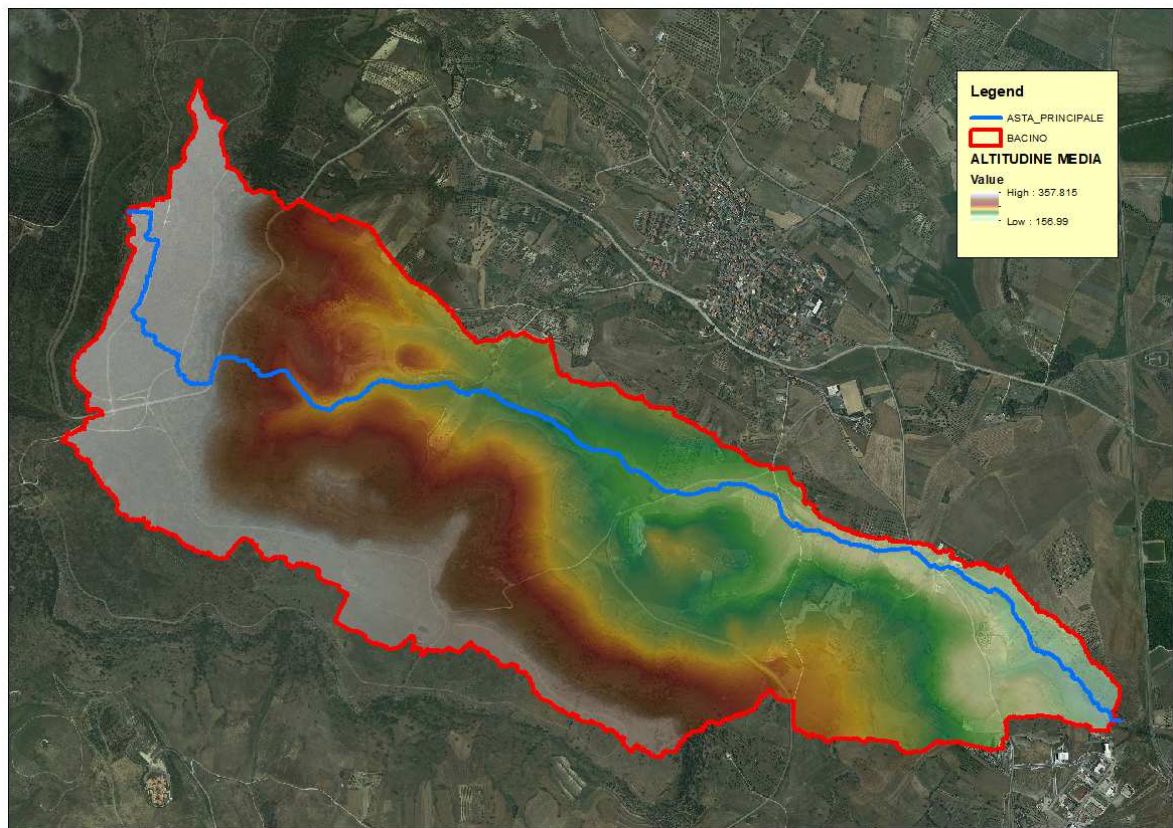 Legend
ASTA_PRINCIPALE
BACINO
ALTITUDINE MEDIA
Value
High : 357.815
Low : 156.99